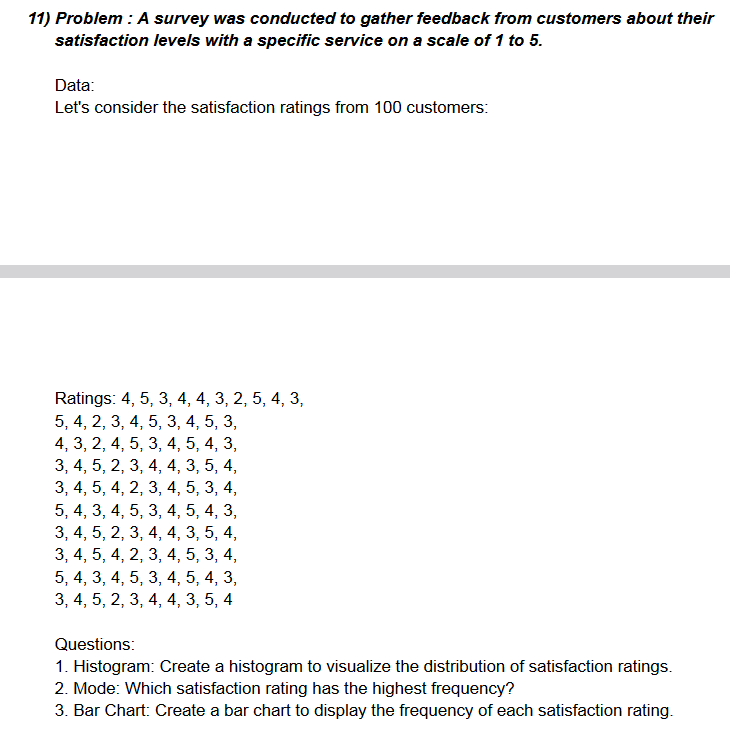 11) Problem : A survey was conducted to gather feedback from customers about their
satisfaction levels with a specific service on a scale of 1 to 5.
Data:
Let's consider the satisfaction ratings from 100 customers:
Ratings: 4, 5, 3, 4, 4, 3, 2, 5, 4, 3,
5, 4, 2, 3, 4, 5, 3, 4, 5, 3,
4, 3, 2, 4, 5, 3, 4, 5, 4, 3,
3, 4, 5, 2, 3, 4, 4, 3, 5, 4,
3, 4, 5, 4, 2, 3, 4, 5, 3, 4,
5, 4, 3, 4, 5, 3, 4, 5, 4, 3,
3, 4, 5, 2, 3, 4, 4, 3, 5, 4,
3, 4, 5, 4, 2, 3, 4, 5, 3, 4,
5, 4, 3, 4, 5, 3, 4, 5, 4, 3,
3, 4, 5, 2, 3, 4, 4, 3, 5, 4
Questions:
1. Histogram: Create a histogram to visualize the distribution of satisfaction ratings.
2. Mode: Which satisfaction rating has the highest frequency?
3. Bar Chart: Create a bar chart to display the frequency of each satisfaction rating.